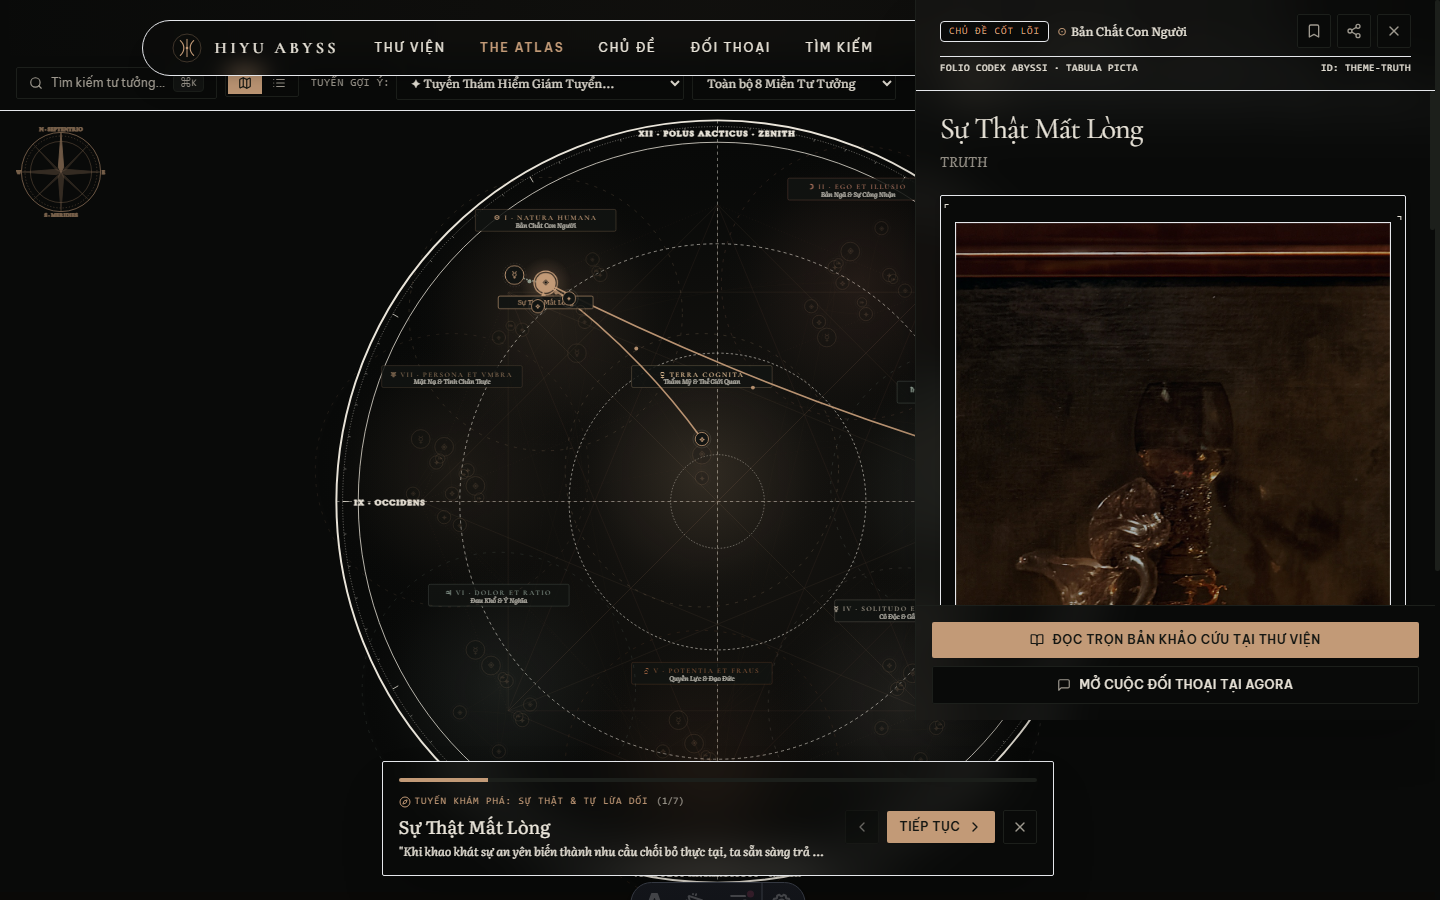 HIYU ABYSS
THƯ VIỆN
THE ATLAS
CHỦ ĐỀ
ĐỐI THOẠI
TÌM KIẾM
Tìm kiếm tư tưởng...
⌘K
TUYẾN GỢI Ý:
✦ Tuyến Thám Hiểm Giám Tuyển...
Toàn bộ 8 Miền Tư Tưởng
N · SEPTENTRIO
W
E
S · MERIDIES
XII · POLUS ARCTICUS · ZENITH
I · NATURA HUMANA
Bản Chất Con Người
II · EGO ET ILLUSIO
Bản Ngã & Sự Công Nhận
VII · PERSONA ET VMBRA
Mặt Nạ & Tính Chân Thực
TERRA COGNITA
Thẩm Mỹ & Thế Giới Quan
IX · OCCIDENS
VI · DOLOR ET RATIO
Đau Khổ & Ý Nghĩa
IV · SOLITUDO E
V · POTENTIA ET FRAUS
Quyền Lực & Đạo Đức
CHỦ ĐỀ CỐT LÕI
⊙ Bản Chất Con Người
FOLIO CODEX ABYSSI · TABULA PICTA
ID: THEME-TRUTH
Sự Thật Mất Lòng
TRUTH
ĐỌC TRỌN BẢN KHẢO CỨU TẠI THƯ VIỆN
MỞ CUỘC ĐỐI THOẠI TẠI AGORA
TUYẾN KHÁM PHÁ: SỰ THẬT & TỰ LỪA DỐI (1/7)
Sự Thật Mất Lòng
"Khi khao khát sự an yên biến thành nhu cầu chối bỏ thực tại, ta sẵn sàng trả ...
TIẾP TỤC